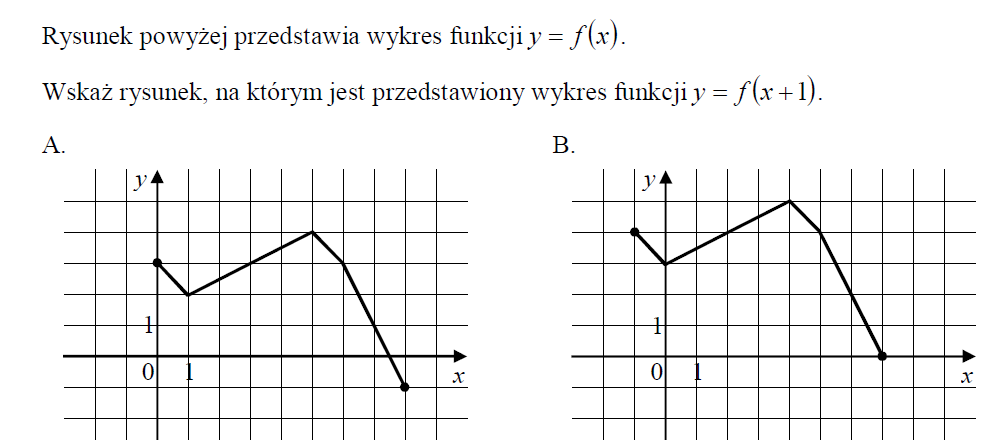 Rysunek powyżej przedstawia wykres funkcji y = f(x).
Wskaż rysunek, na którym jest przedstawiony wykres funkcji y = f(x+1).
A.
B.
y
1
0
1
x
y
1
0
1
x